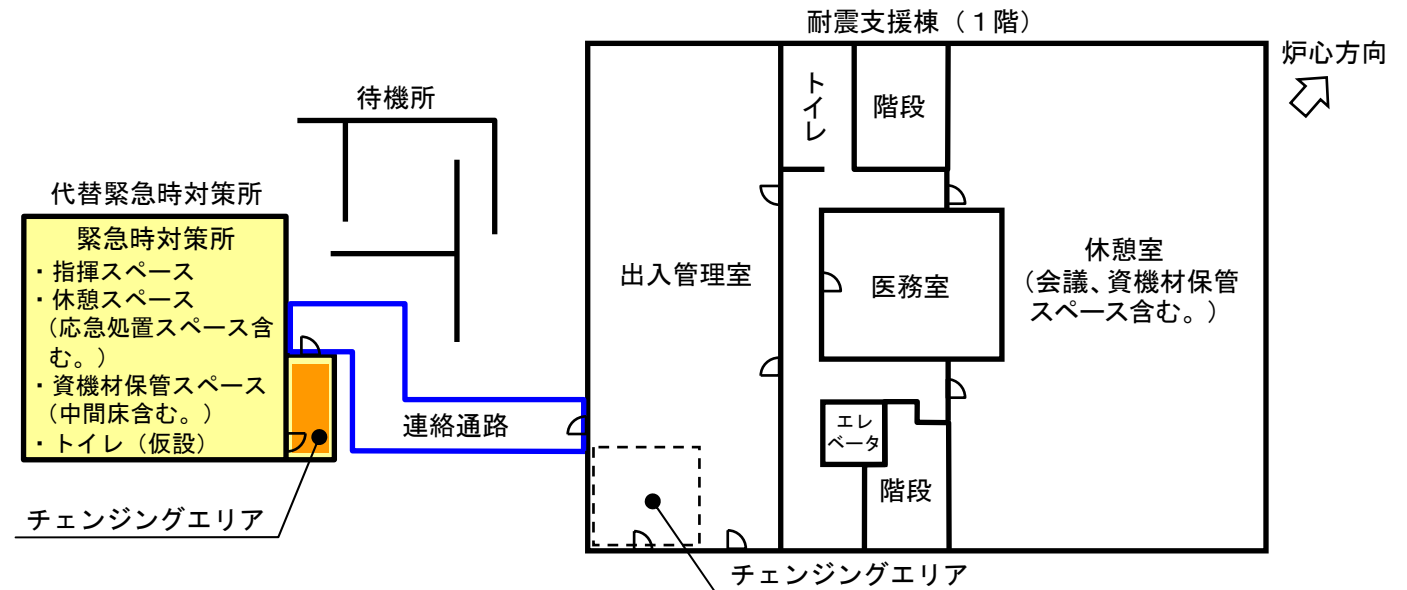 耐震支援棟（１階）
炉心方向
待機所
トイレ
階段
代替緊急時対策所
緊急時対策所
・指揮スペース
・休憩スペース
（応急処置スペース含
む。）
・資機材保管スペース
（中間床含む。）
・トイレ（仮設）
出入管理室
医務室
休憩室
（会議、資機材保管
スペース含む。）
連絡通路
エレ
ベータ
階段
チェンジングエリア
チェンジングエリア